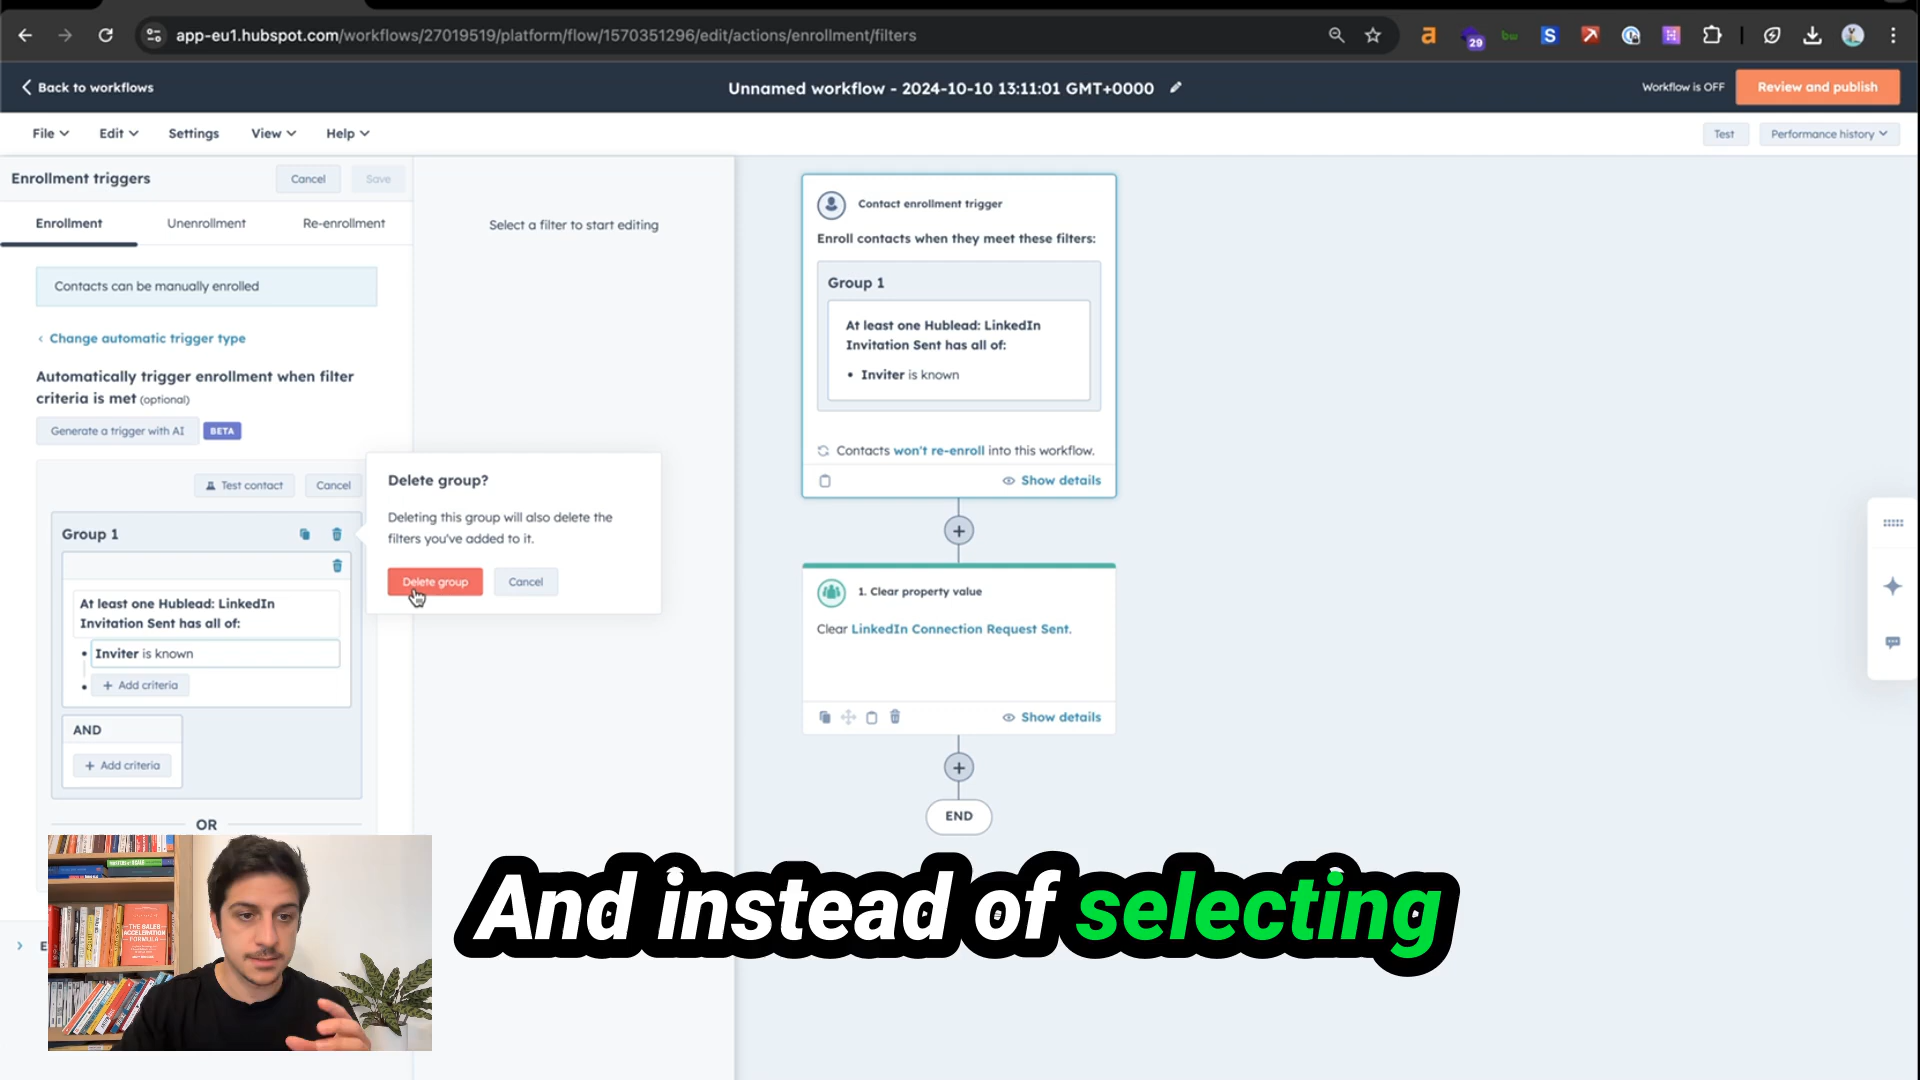 app-eu1.hubspot.com/workflows/27019519/platform/flow/1570351296/edit/actions/enrollment/filters
29
Back to workflows
Unnamed workflow - 2024-10-10 13:11:01 GMT+0000
Workflow is OFF
Review and publish
File
Edit
Settings
View
Help
Test
Performance history
Enrollment triggers
Cancel
Save
Enrollment
Unenrollment
Re-enrollment
Contacts can be manually enrolled
Change automatic trigger type
Automatically trigger enrollment when filter
criteria is met (optional)
Generate a trigger with AI
BETA
Test contact
Cancel
Group 1
At least one Hublead: LinkedIn
Invitation Sent has all of:
• Inviter is known
+ Add criteria
AND
+ Add criteria
OR
E
Select a filter to start editing
Delete group?
Deleting this group will also delete the
filters you've added to it.
Delete group
Cancel
Contact enrollment trigger
Enroll contacts when they meet these filters:
Group 1
At least one Hublead: LinkedIn
Invitation Sent has all of:
• Inviter is known
Contacts won't re-enroll into this workflow.
Show details
1. Clear property value
Clear LinkedIn Connection Request Sent.
Show details
END
THE SALES
ACCELERATION
FORMULA
And instead of selecting